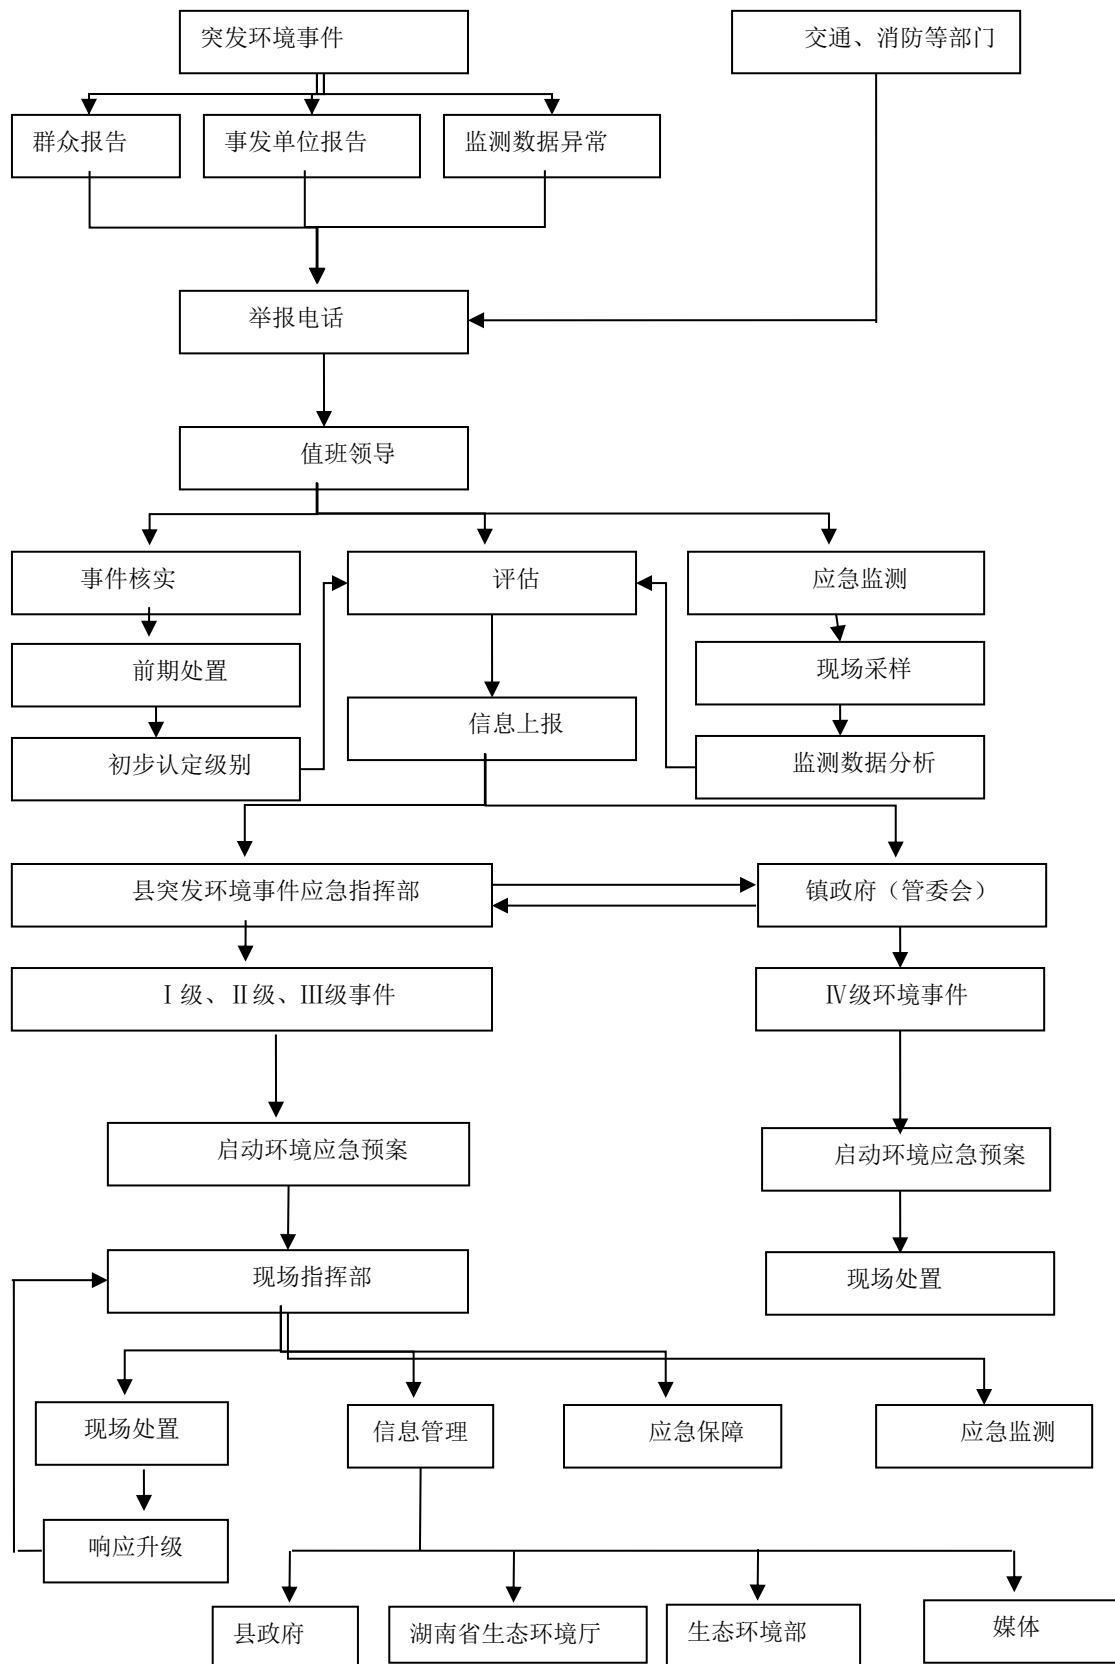 突发环境事件
交通、消防等部门
群众报告
事发单位报告
监测数据异常
举报电话
值班领导
事件核实
评估
应急监测
前期处置
现场采样
信息上报
初步认定级别
监测数据分析
县突发环境事件应急指挥部
镇政府（管委会）
Ⅰ级、Ⅱ级、Ⅲ级事件
Ⅳ级环境事件
启动环境应急预案
启动环境应急预案
现场指挥部
现场处置
现场处置
信息管理
应急保障
应急监测
响应升级
县政府
湖南省生态环境厅
生态环境部
媒体